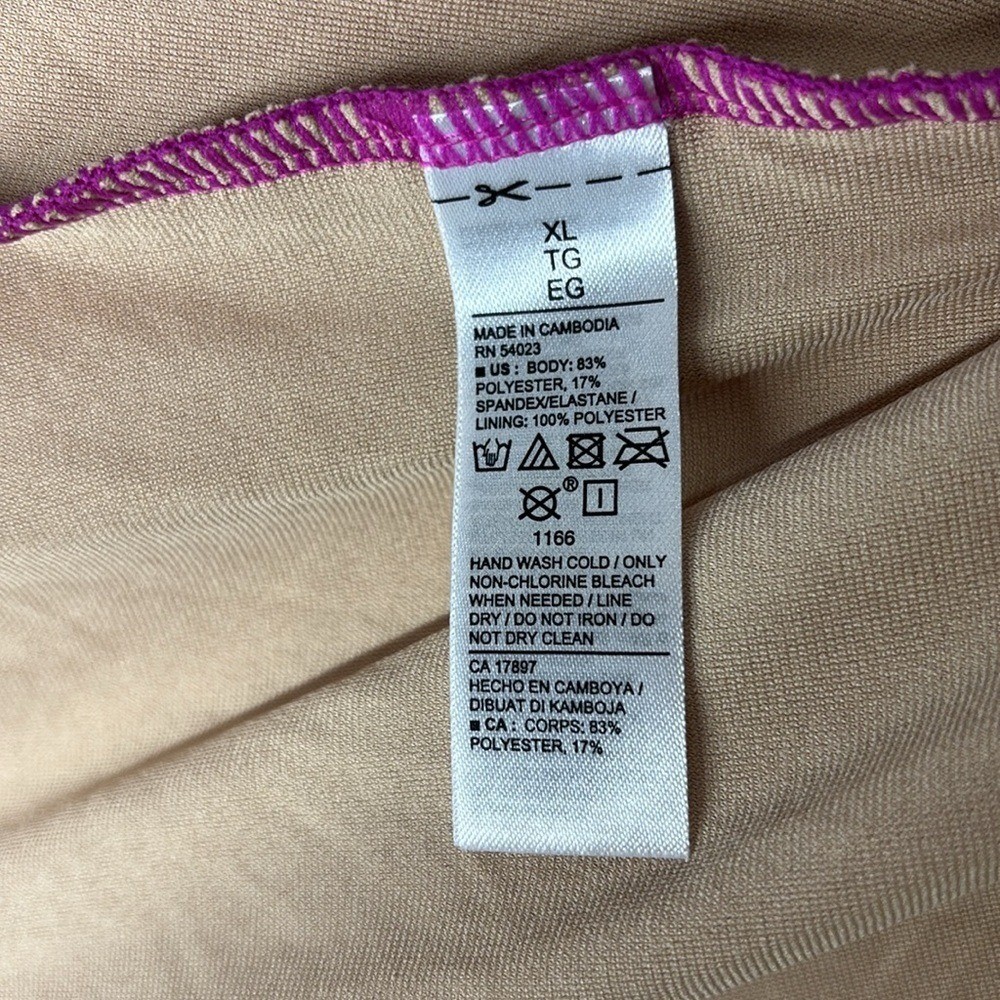 XL
TG
EG
MADE IN CAMBODIA
RN 54023
■ US : BODY: 83%
POLYESTER, 17%
SPANDEX/ELASTANE /
LINING: 100% POLYESTER
®
1166
HAND WASH COLD / ONLY
NON-CHLORINE BLEACH
WHEN NEEDED / LINE
DRY / DO NOT IRON / DO
NOT DRY CLEAN
CA 17897
HECHO EN CAMBOYA /
DIBUAT DI KAMBOJA
■ CA : CORPS: 83%
POLYESTER, 17%